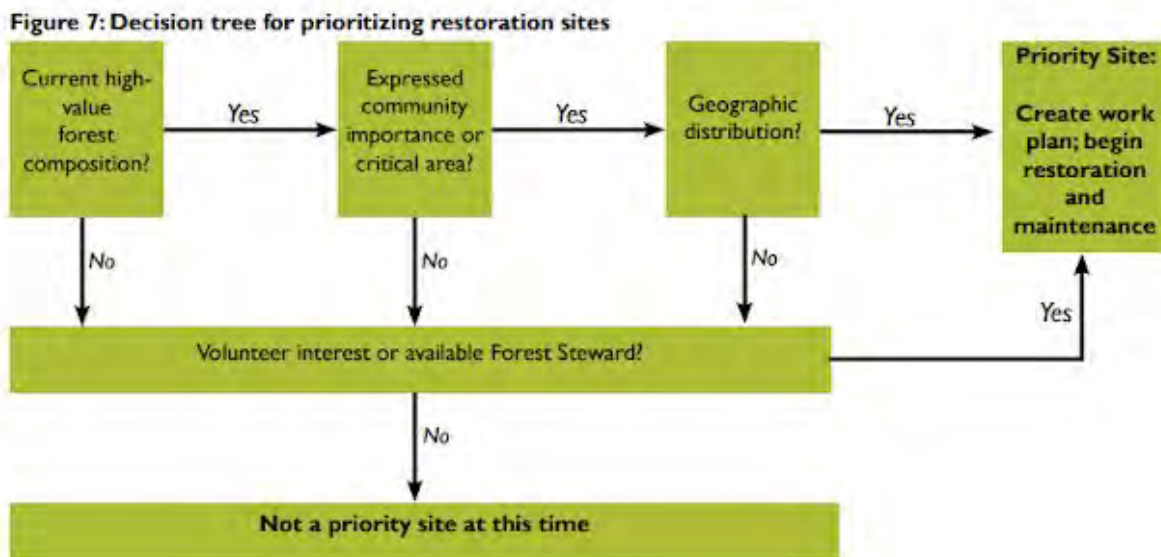 Figure 7: Decision tree for prioritizing restoration sites
Current high-
value
forest
composition?
Yes
Expressed
community
importance or
critical area?
Yes
Geographic
distribution?
Yes
Priority Site:
Create work
plan; begin
restoration
and
maintenance
No
No
No
Yes
Volunteer interest or available Forest Steward?
No
Not a priority site at this time